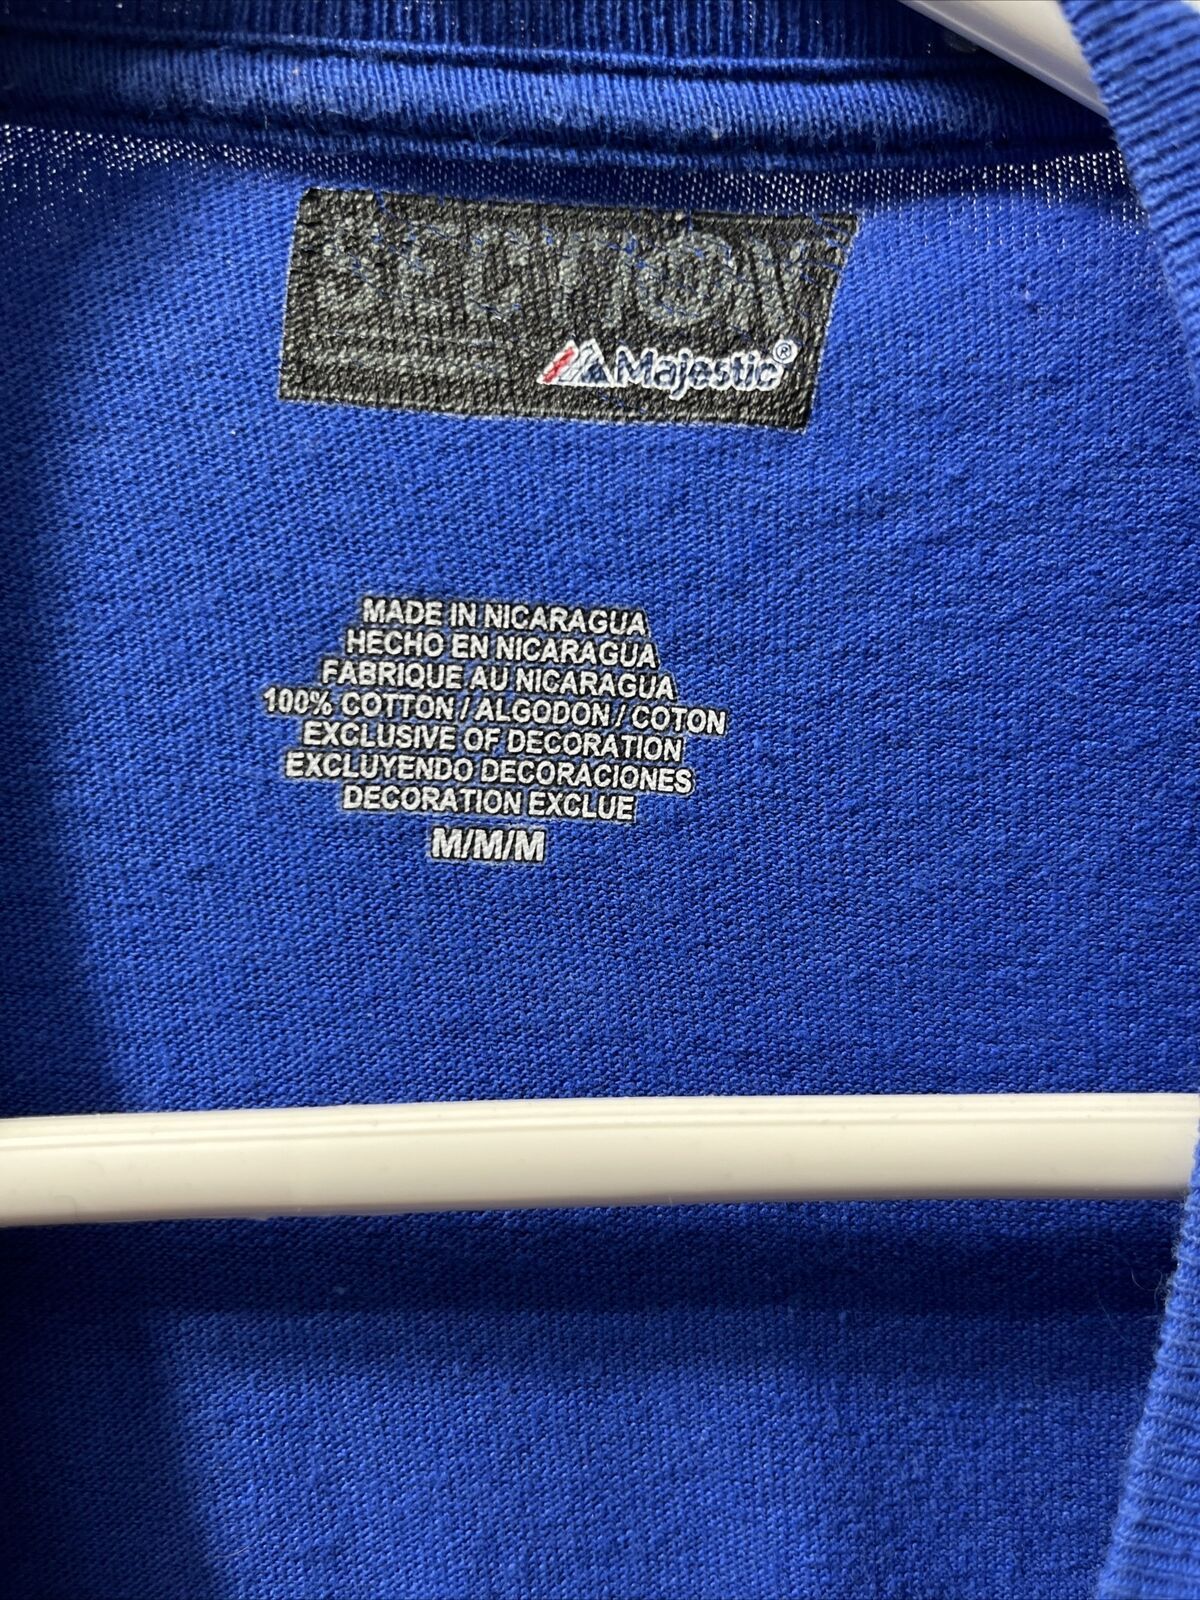 SECTION
Majestic®
MADE IN NICARAGUA
HECHO EN NICARAGUA
FABRIQUE AU NICARAGUA
100% COTTON / ALGODON / COTON
EXCLUSIVE OF DECORATION
EXCLUYENDO DECORACIONES
DECORATION EXCLUE
M/M/M